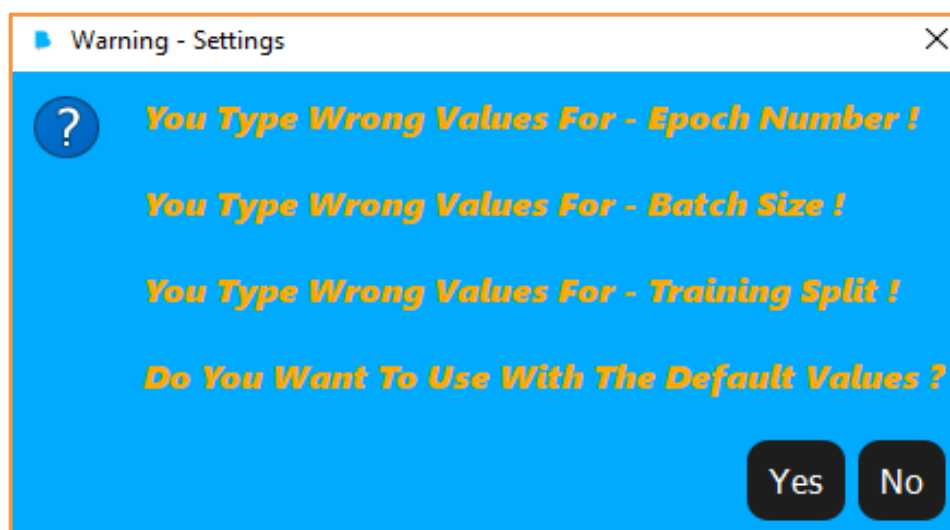 Warning - Settings
You Type Wrong Values For - Epoch Number !
You Type Wrong Values For - Batch Size !
You Type Wrong Values For - Training Split !
Do You Want To Use With The Default Values ?
Yes No